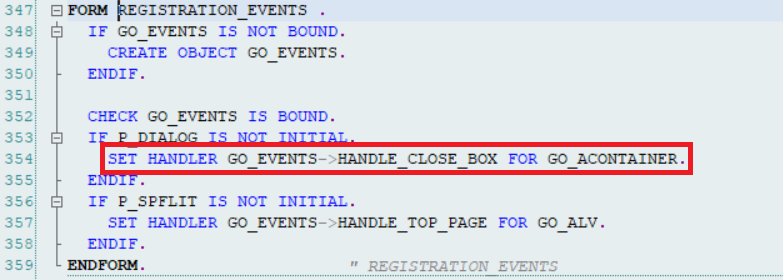 347 FORM REGISTRATION_EVENTS .
348 IF GO_EVENTS IS NOT BOUND.
349 CREATE OBJECT GO_EVENTS.
350 ENDIF.
351
352 CHECK GO_EVENTS IS BOUND.
353 IF P_DIALOG IS NOT INITIAL.
354 SET HANDLER GO_EVENTS->HANDLE_CLOSE_BOX FOR GO_ACONTAINER.
355 ENDIF.
356 IF P_SPFLIT IS NOT INITIAL.
357 SET HANDLER GO_EVENTS->HANDLE_TOP_PAGE FOR GO_ALV.
358 ENDIF.
359 ENDFORM. " REGISTRATION_EVENTS